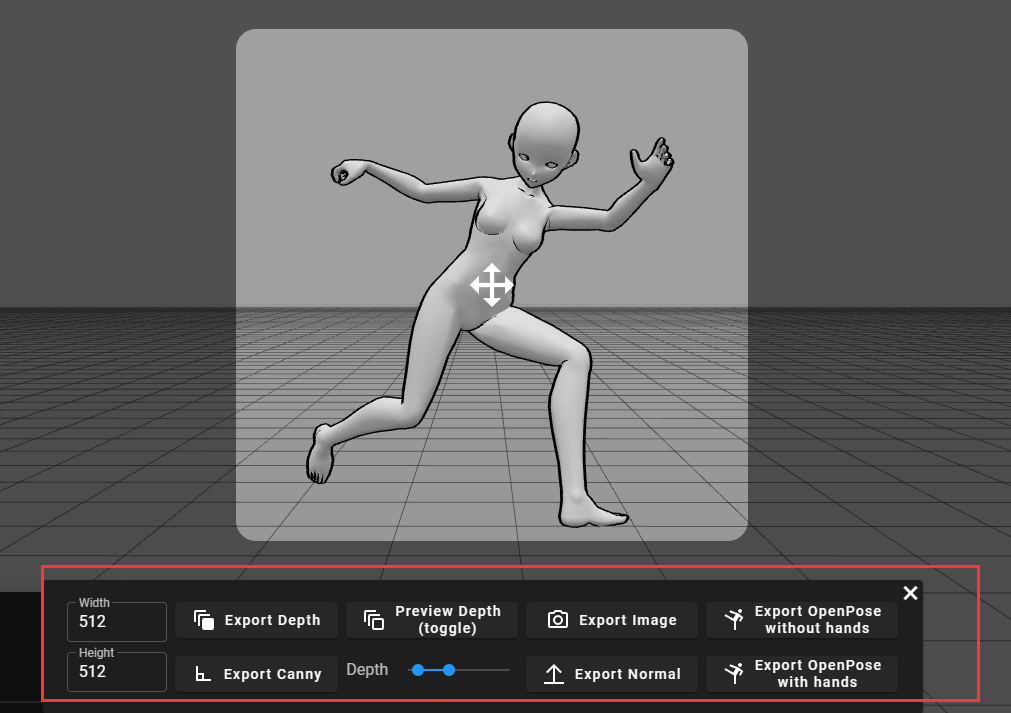 Width
512
Export Depth
Preview Depth
(toggle)
Export Image
Export OpenPose
without hands
Height
512
Export Canny
Depth
Export Normal
Export OpenPose
with hands